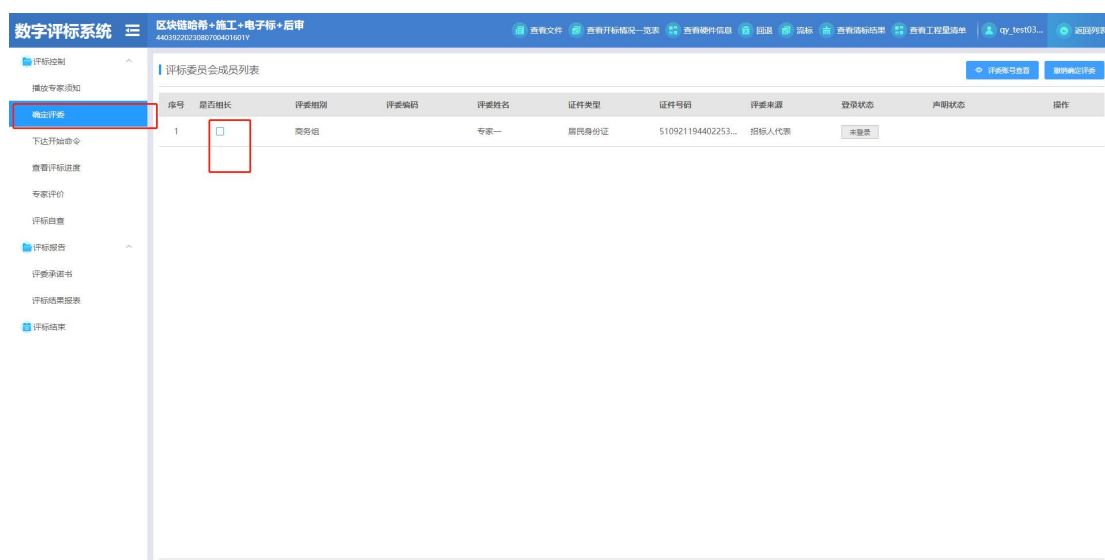 数字评标系统
区块链哈希+施工+电子标+后审
4403922023080700401601Y
查看文件 查看开标情况一览表 查看硬件信息 回退 流标 查看清标结果 查看工程量清单 qy_test03... 返回列表
评标控制
播放专家须知
确定评委
下达开始命令
查看评标进度
专家评价
评标自查
评标报告
评委承诺书
评标结果报表
评标结束
评标委员会成员列表
评委账号查看 撤销确定评委
序号 是否组长 评委组别 评委编码 评委姓名 证件类型 证件号码 评委来源 登录状态 声明状态 操作
1 商务组 专家一 居民身份证 510921194402253... 招标人代表 未登录